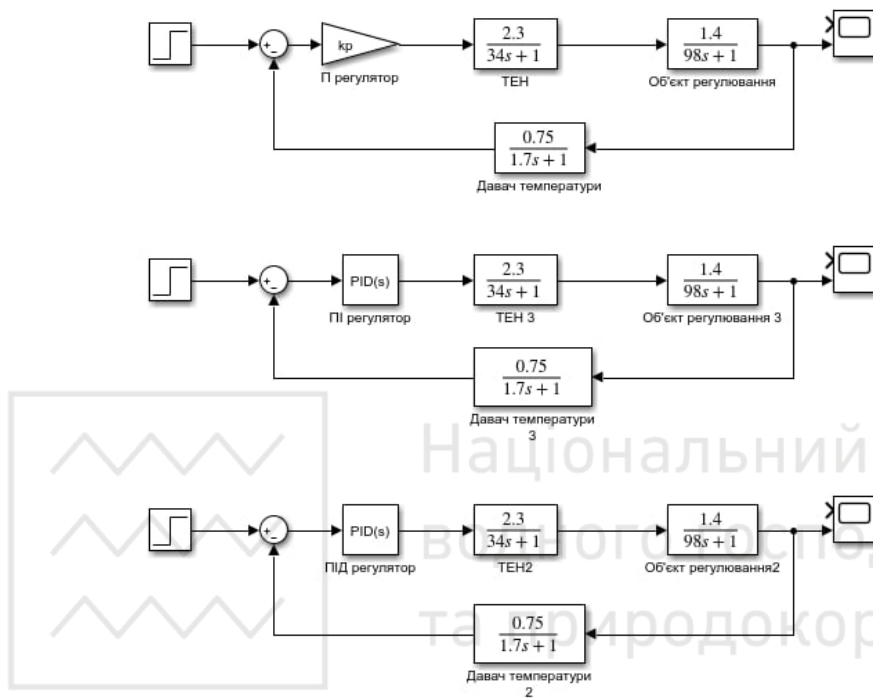 +
-
kp
2.3
34s + 1
1.4
98s + 1
П регулятор
ТЕН
Об'єкт регулювання
0.75
1.7s + 1
Давач температури
+
-
PID(s)
2.3
34s + 1
1.4
98s + 1
ПІ регулятор
ТЕН 3
Об'єкт регулювання 3
0.75
1.7s + 1
Давач температури
3
Національний
+
-
PID(s)
2.3
34s + 1
1.4
98s + 1
водного господ
ПІД регулятор
ТЕН2
Об'єкт регулювання2
0.75
1.7s + 1
та природокор
Давач температури
2